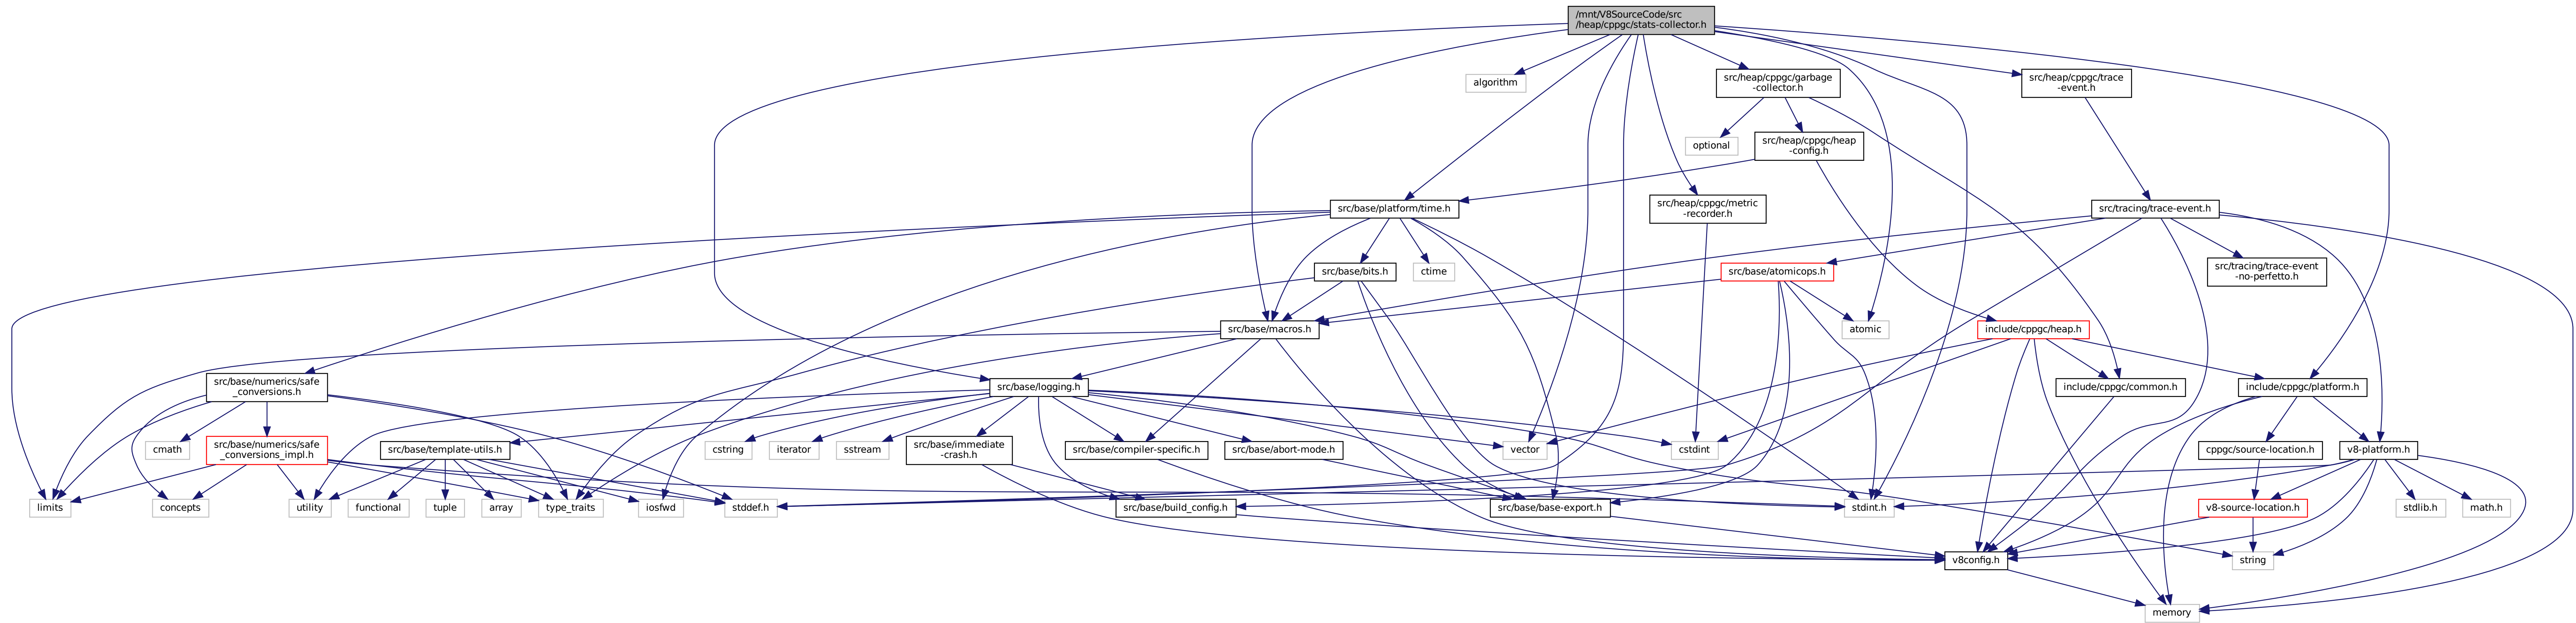 /mnt/V8SourceCode/src
/heap/cppgc/stats-collector.h
algorithm
src/heap/cppgc/garbage
-collector.h
src/heap/cppgc/trace
-event.h
optional
src/heap/cppgc/heap
-config.h
src/base/platform/time.h
src/heap/cppgc/metric
-recorder.h
src/tracing/trace-event.h
src/base/bits.h
ctime
src/base/atomicops.h
src/tracing/trace-event
-no-perfetto.h
src/base/macros.h
atomic
include/cppgc/heap.h
src/base/numerics/safe
_conversions.h
src/base/logging.h
include/cppgc/common.h
include/cppgc/platform.h
cmath
src/base/numerics/safe
_conversions_impl.h
src/base/template-utils.h
cstring
iterator
sstream
src/base/immediate
-crash.h
src/base/compiler-specific.h
src/base/abort-mode.h
vector
cstdint
cppgc/source-location.h
v8-platform.h
limits
concepts
utility
functional
tuple
array
type_traits
iosfwd
stddef.h
src/base/build_config.h
src/base/base-export.h
stdint.h
v8-source-location.h
stdlib.h
math.h
v8config.h
string
memory